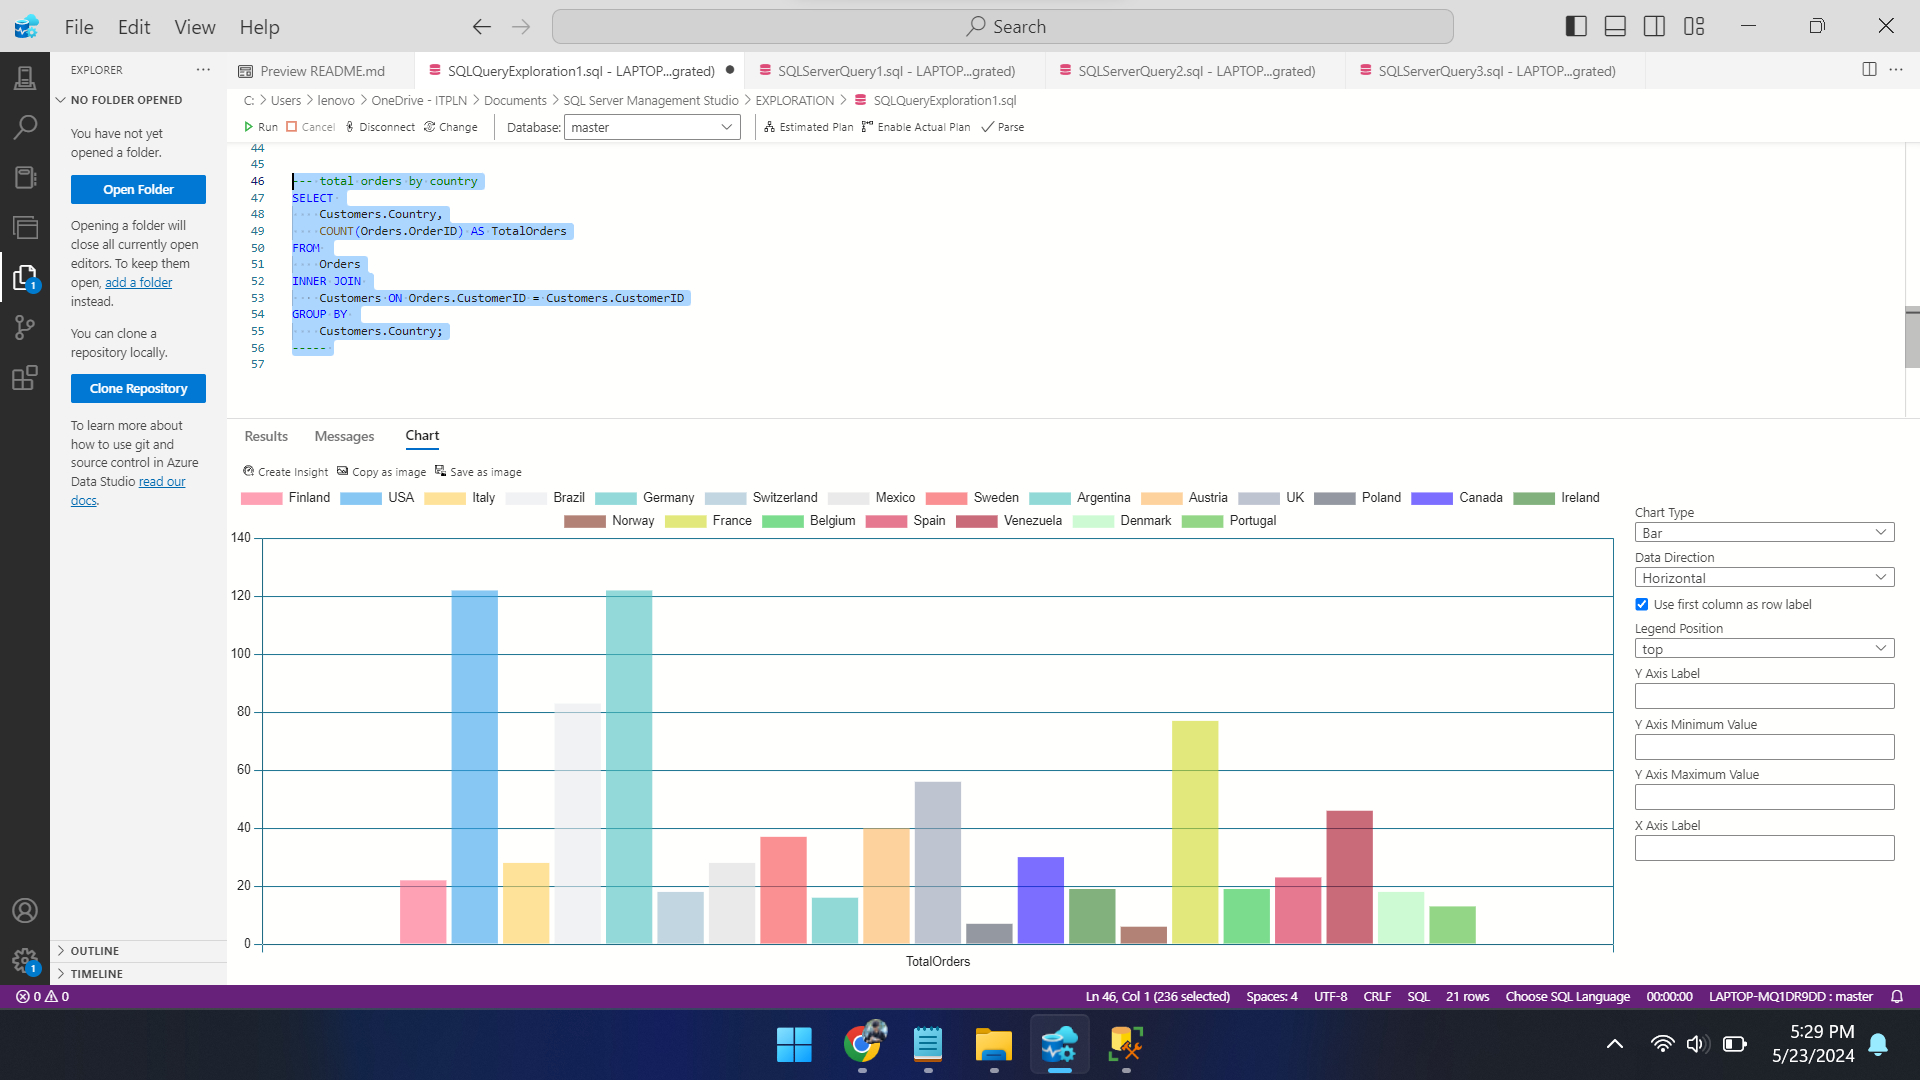 File Edit View Help
Search
EXPLORER
Preview README.md
SQLQueryExploration1.sql - LAPTOP...grated)
SQLServerQuery1.sql - LAPTOP...grated)
SQLServerQuery2.sql - LAPTOP...grated)
SQLServerQuery3.sql - LAPTOP...grated)
NO FOLDER OPENED
C: > Users > lenovo > OneDrive - ITPLN > Documents > SQL Server Management Studio > EXPLORATION > SQLQueryExploration1.sql
Run Cancel Disconnect Change Database: master Estimated Plan Enable Actual Plan Parse
You have not yet
opened a folder.
Open Folder
Opening a folder will
close all currently open
editors. To keep them
open, add a folder
instead.
You can clone a
repository locally.
Clone Repository
To learn more about
how to use git and
source control in Azure
Data Studio read our
docs.
OUTLINE
TIMELINE
44
45
46 --- total orders by country
47 SELECT
48 Customers.Country,
49 COUNT(Orders.OrderID) AS TotalOrders
50 FROM
51 Orders
52 INNER JOIN
53 Customers ON Orders.CustomerID = Customers.CustomerID
54 GROUP BY
55 Customers.Country;
56 -----
57
Results Messages Chart
Create Insight Copy as image Save as image
Finland USA Italy Brazil Germany Switzerland Mexico Sweden Argentina Austria UK Poland Canada Ireland
Norway France Belgium Spain Venezuela Denmark Portugal
140
120
100
80
60
40
20
0
TotalOrders
Chart Type
Bar
Data Direction
Horizontal
Use first column as row label
Legend Position
top
Y Axis Label
Y Axis Minimum Value
Y Axis Maximum Value
X Axis Label
1
1
0 0
Ln 46, Col 1 (236 selected) Spaces: 4 UTF-8 CRLF SQL 21 rows Choose SQL Language 00:00:00 LAPTOP-MQ1DR9DD : master
5:29 PM
5/23/2024